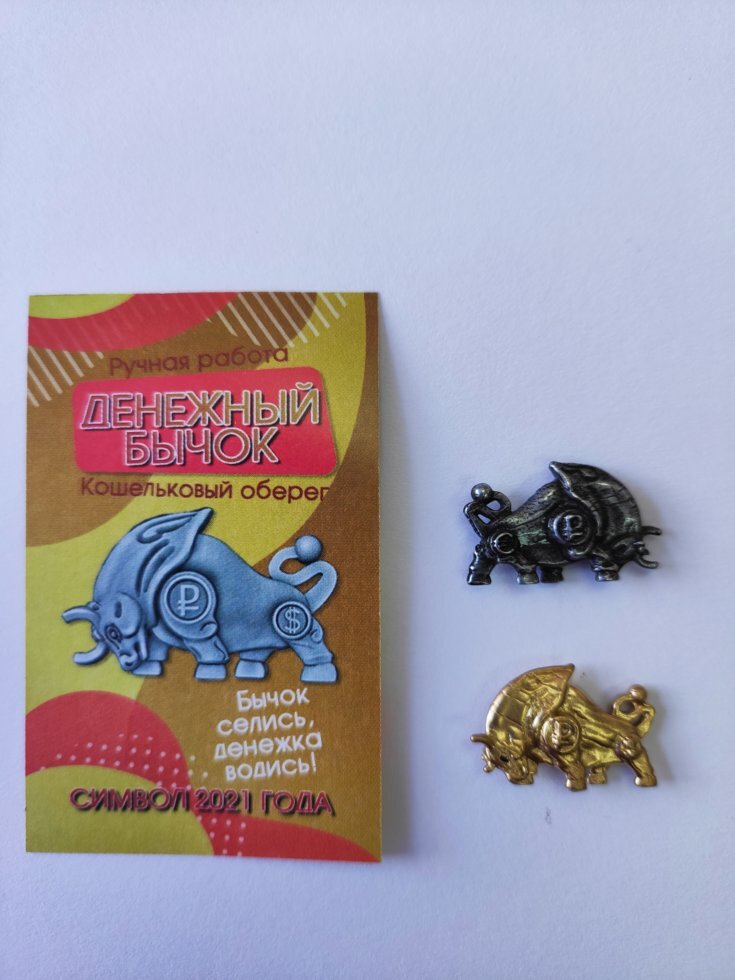 Ручная работа
ДЕНЕЖНЫЙ
БЫЧОК
Кошельковый оберег
₽
$
Бычок
селись,
денежка
водись!
СИМВОЛ 2021 ГОДА
₽
€
₽